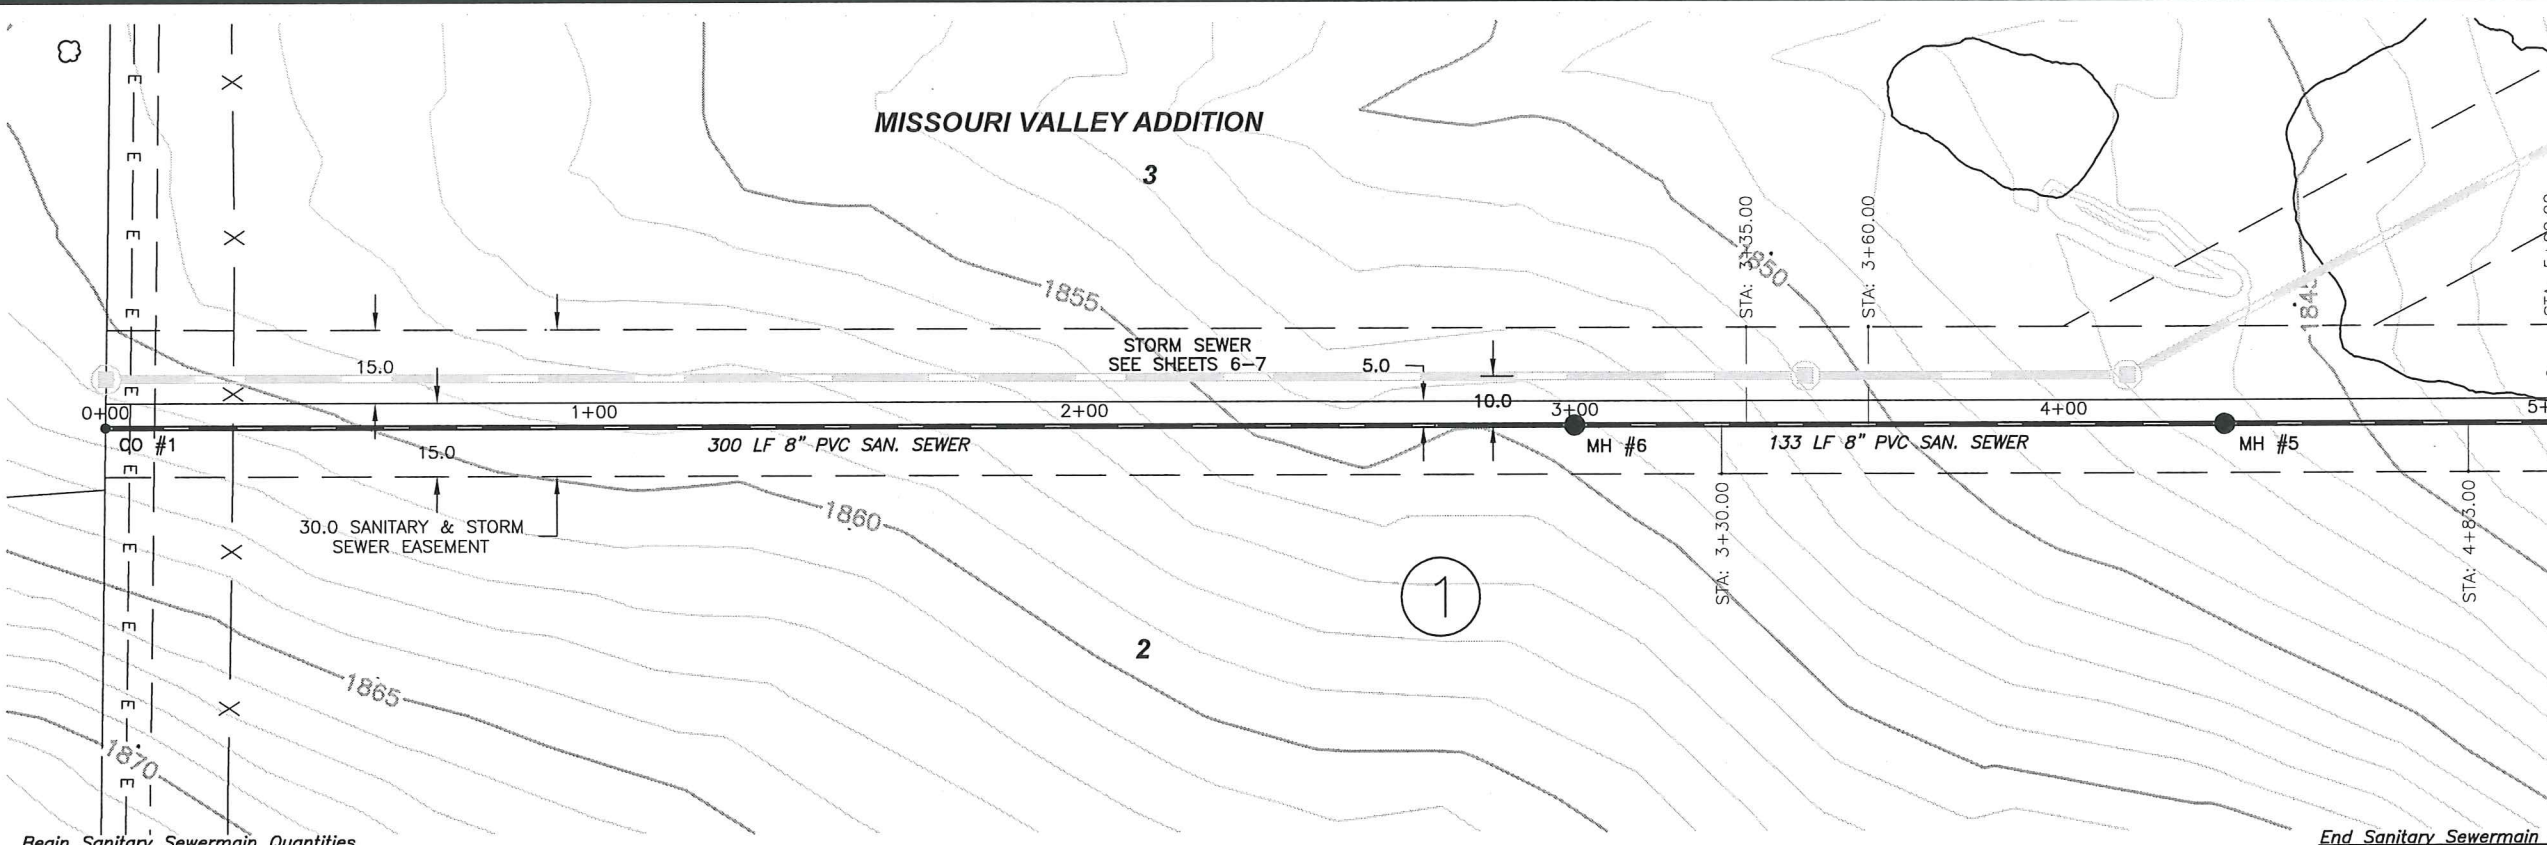 MISSOURI VALLEY ADDITION
3
E
E
E
E
E
E
E
E
E
E
X
X
X
X
X
STA: 3+35.00
STA: 3+60.00
1850
1855
STORM SEWER
SEE SHEETS 6-7
15.0
5.0
10.0
0+00
1+00
2+00
3+00
4+00
CO #1
300 LF 8" PVC SAN. SEWER
MH #6
133 LF 8" PVC SAN. SEWER
MH #5
15.0
30.0 SANITARY & STORM
SEWER EASEMENT
1860
STA: 3+30.00
STA: 4+83.00
1
2
1865
1870
Begin Sanitary Sewermain Quantities
End Sanitary Sewermain